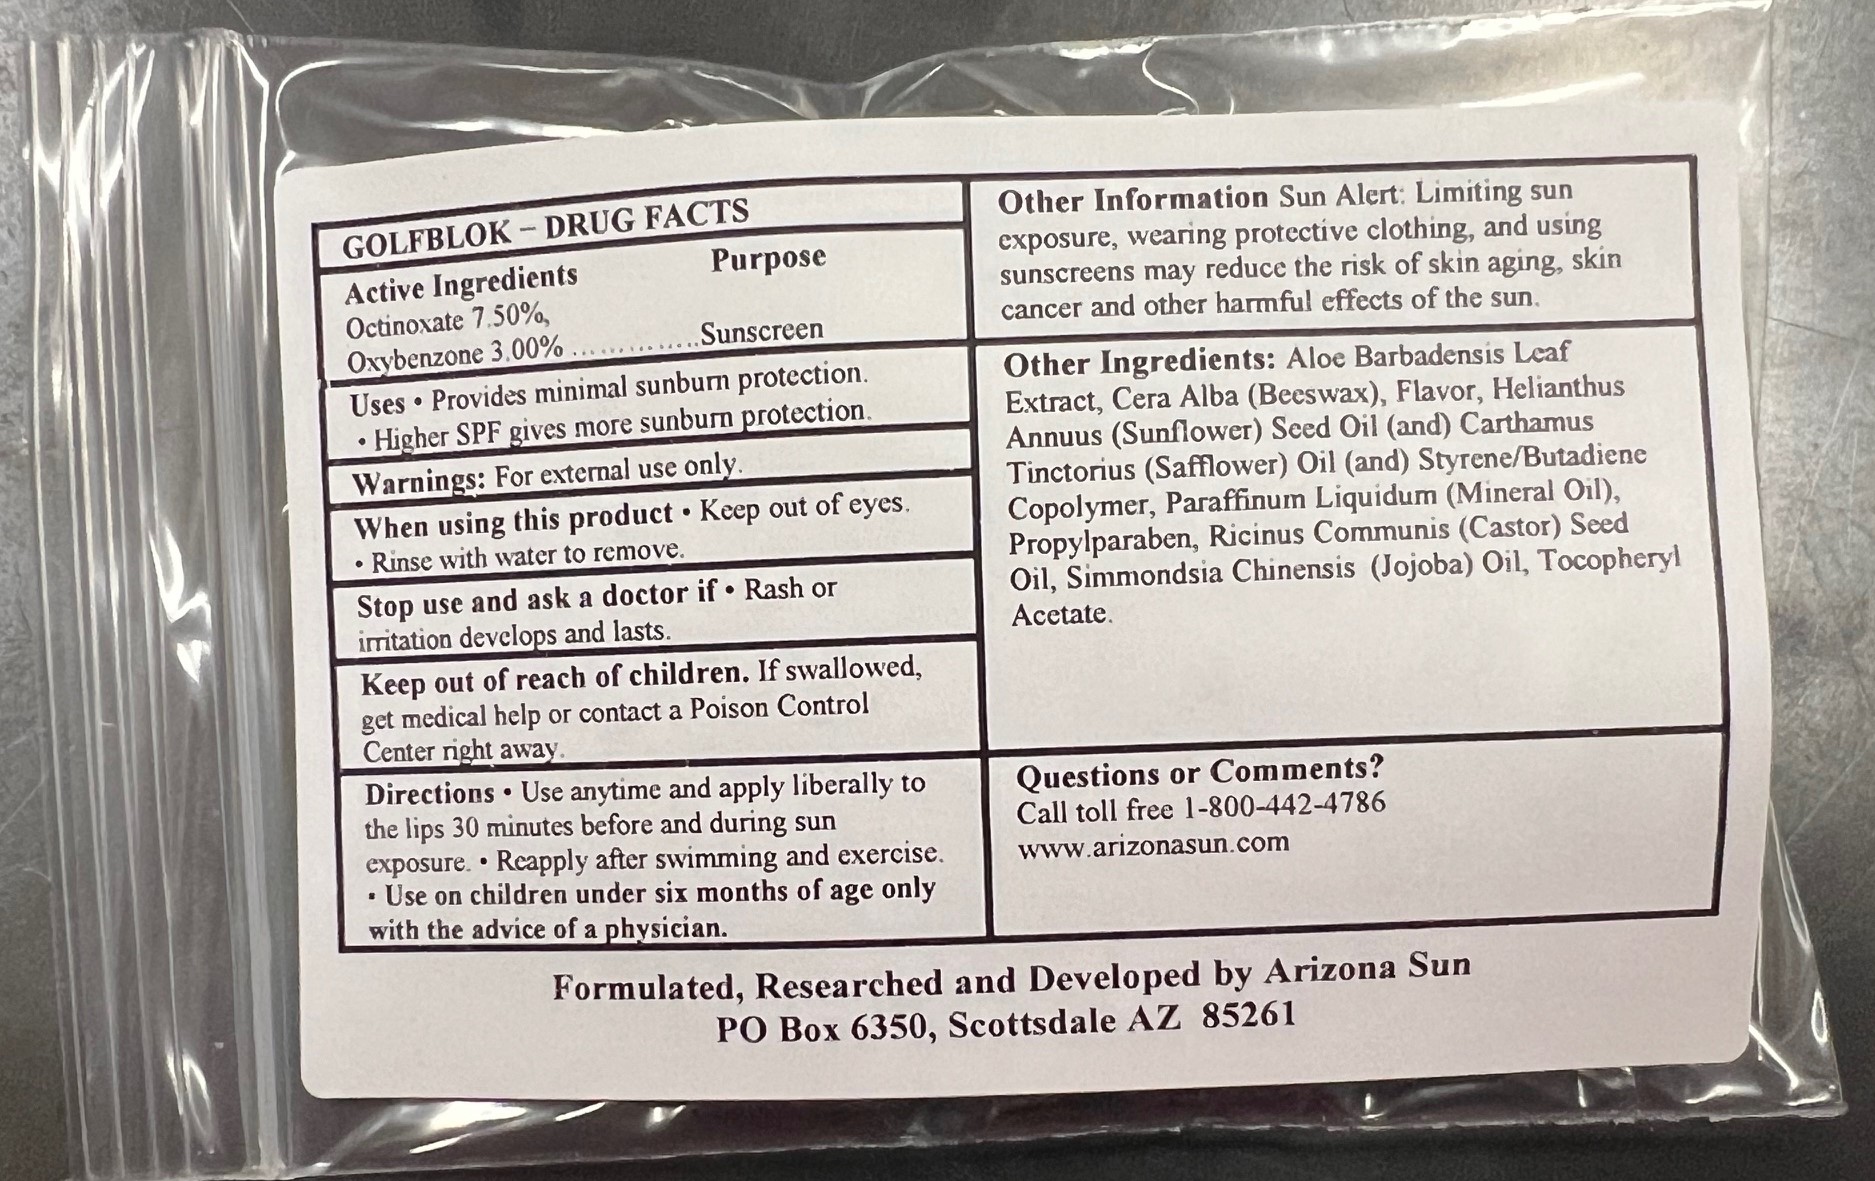 GOLFBLOK – DRUG FACTS
Active Ingredients Purpose
Octinoxate 7.50%,
Oxybenzone 3.00% ...............Sunscreen
Uses • Provides minimal sunburn protection.
• Higher SPF gives more sunburn protection.
Warnings: For external use only.
When using this product • Keep out of eyes.
• Rinse with water to remove.
Stop use and ask a doctor if • Rash or
irritation develops and lasts.
Keep out of reach of children. If swallowed,
get medical help or contact a Poison Control
Center right away.
Directions • Use anytime and apply liberally to
the lips 30 minutes before and during sun
exposure. • Reapply after swimming and exercise.
• Use on children under six months of age only
with the advice of a physician.
Other Information Sun Alert: Limiting sun
exposure, wearing protective clothing, and using
sunscreens may reduce the risk of skin aging, skin
cancer and other harmful effects of the sun.
Other Ingredients: Aloe Barbadensis Leaf
Extract, Cera Alba (Beeswax), Flavor, Helianthus
Annuus (Sunflower) Seed Oil (and) Carthamus
Tinctorius (Safflower) Oil (and) Styrene/Butadiene
Copolymer, Paraffinum Liquidum (Mineral Oil),
Propylparaben, Ricinus Communis (Castor) Seed
Oil, Simmondsia Chinensis (Jojoba) Oil, Tocopheryl
Acetate.
Questions or Comments?
Call toll free 1-800-442-4786
www.arizonasun.com
Formulated, Researched and Developed by Arizona Sun
PO Box 6350, Scottsdale AZ 85261